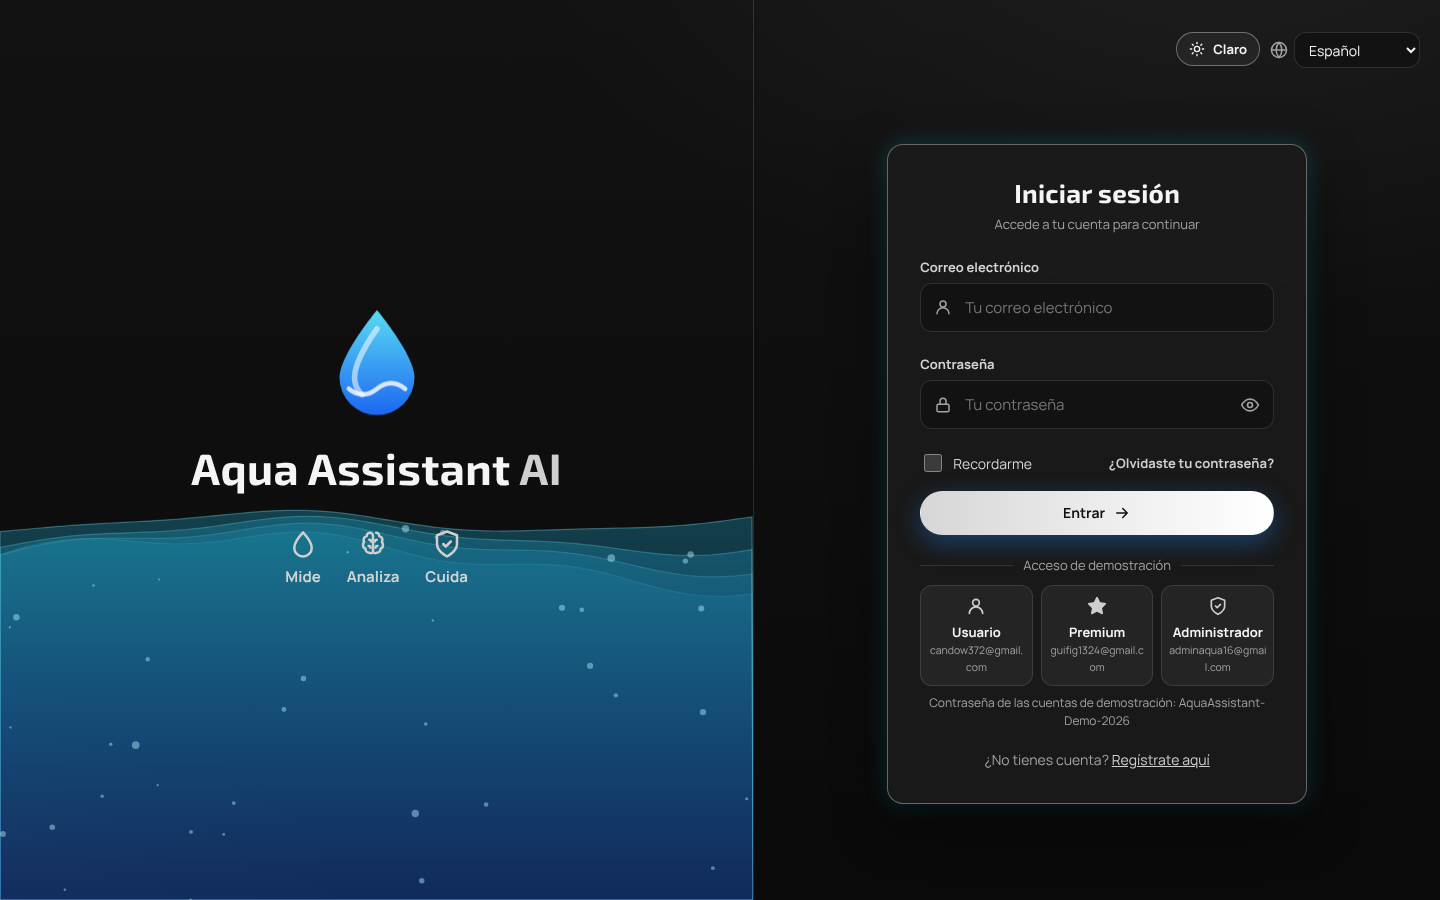 Claro
Español
Aqua Assistant AI
Mide
Analiza
Cuida
Iniciar sesión
Accede a tu cuenta para continuar
Correo electrónico
Tu correo electrónico
Contraseña
Tu contraseña
Recordarme
¿Olvidaste tu contraseña?
Entrar
Acceso de demostración
Usuario
candow372@gmail.
com
Premium
guifig1324@gmail.c
om
Administrador
adminaqua16@gmai
l.com
Contraseña de las cuentas de demostración: AquaAssistant-
Demo-2026
¿No tienes cuenta? Regístrate aquí